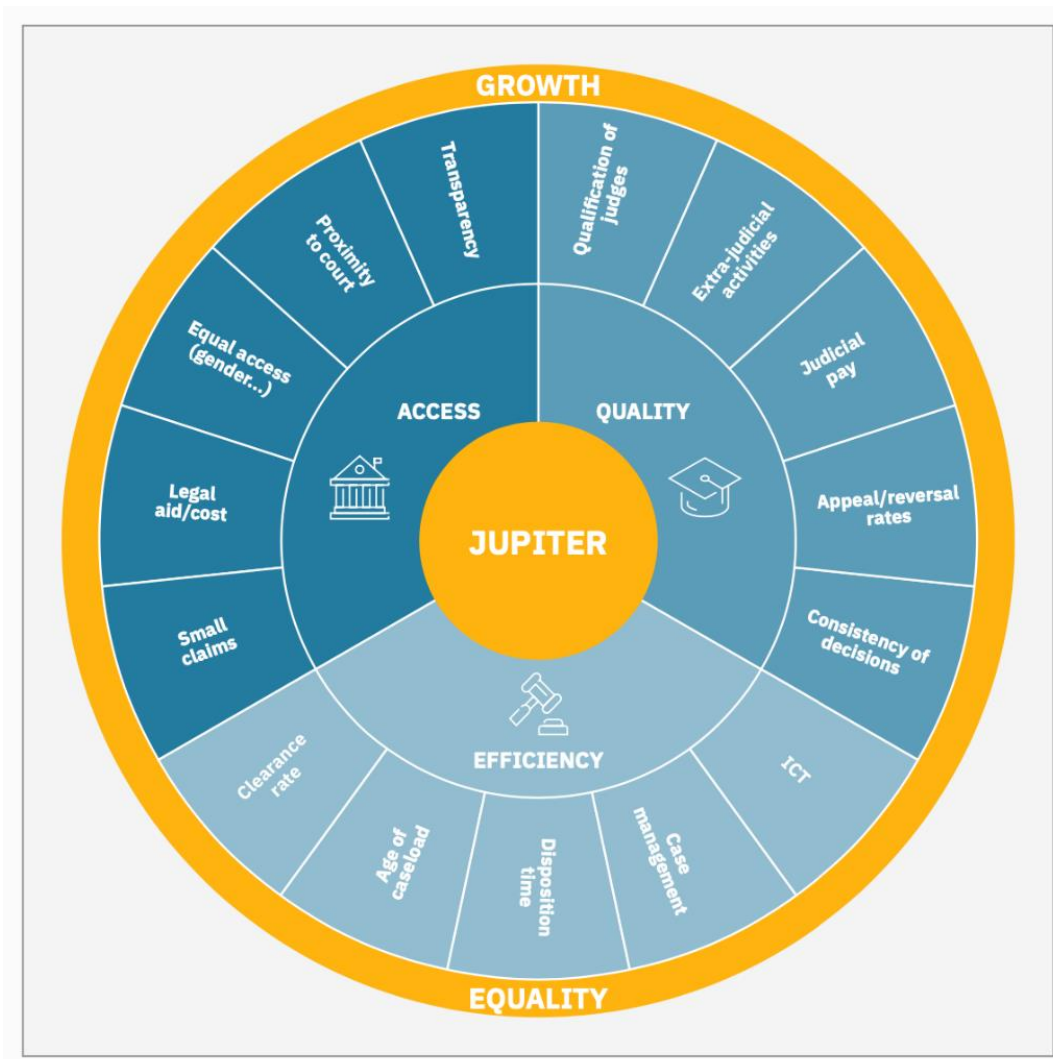 GROWTH
Transparency
Proximity
to court
Equal access
(gender...)
Legal
aid/cost
Small
claims
ACCESS
Qualification of
judges
Extra-judicial
activities
Judicial
pay
Appeal/reversal
rates
Consistency of
decisions
QUALITY
JUPITER
EFFICIENCY
Clearance
rate
Age of
caseload
Disposition
time
Case
management
ICT
EQUALITY